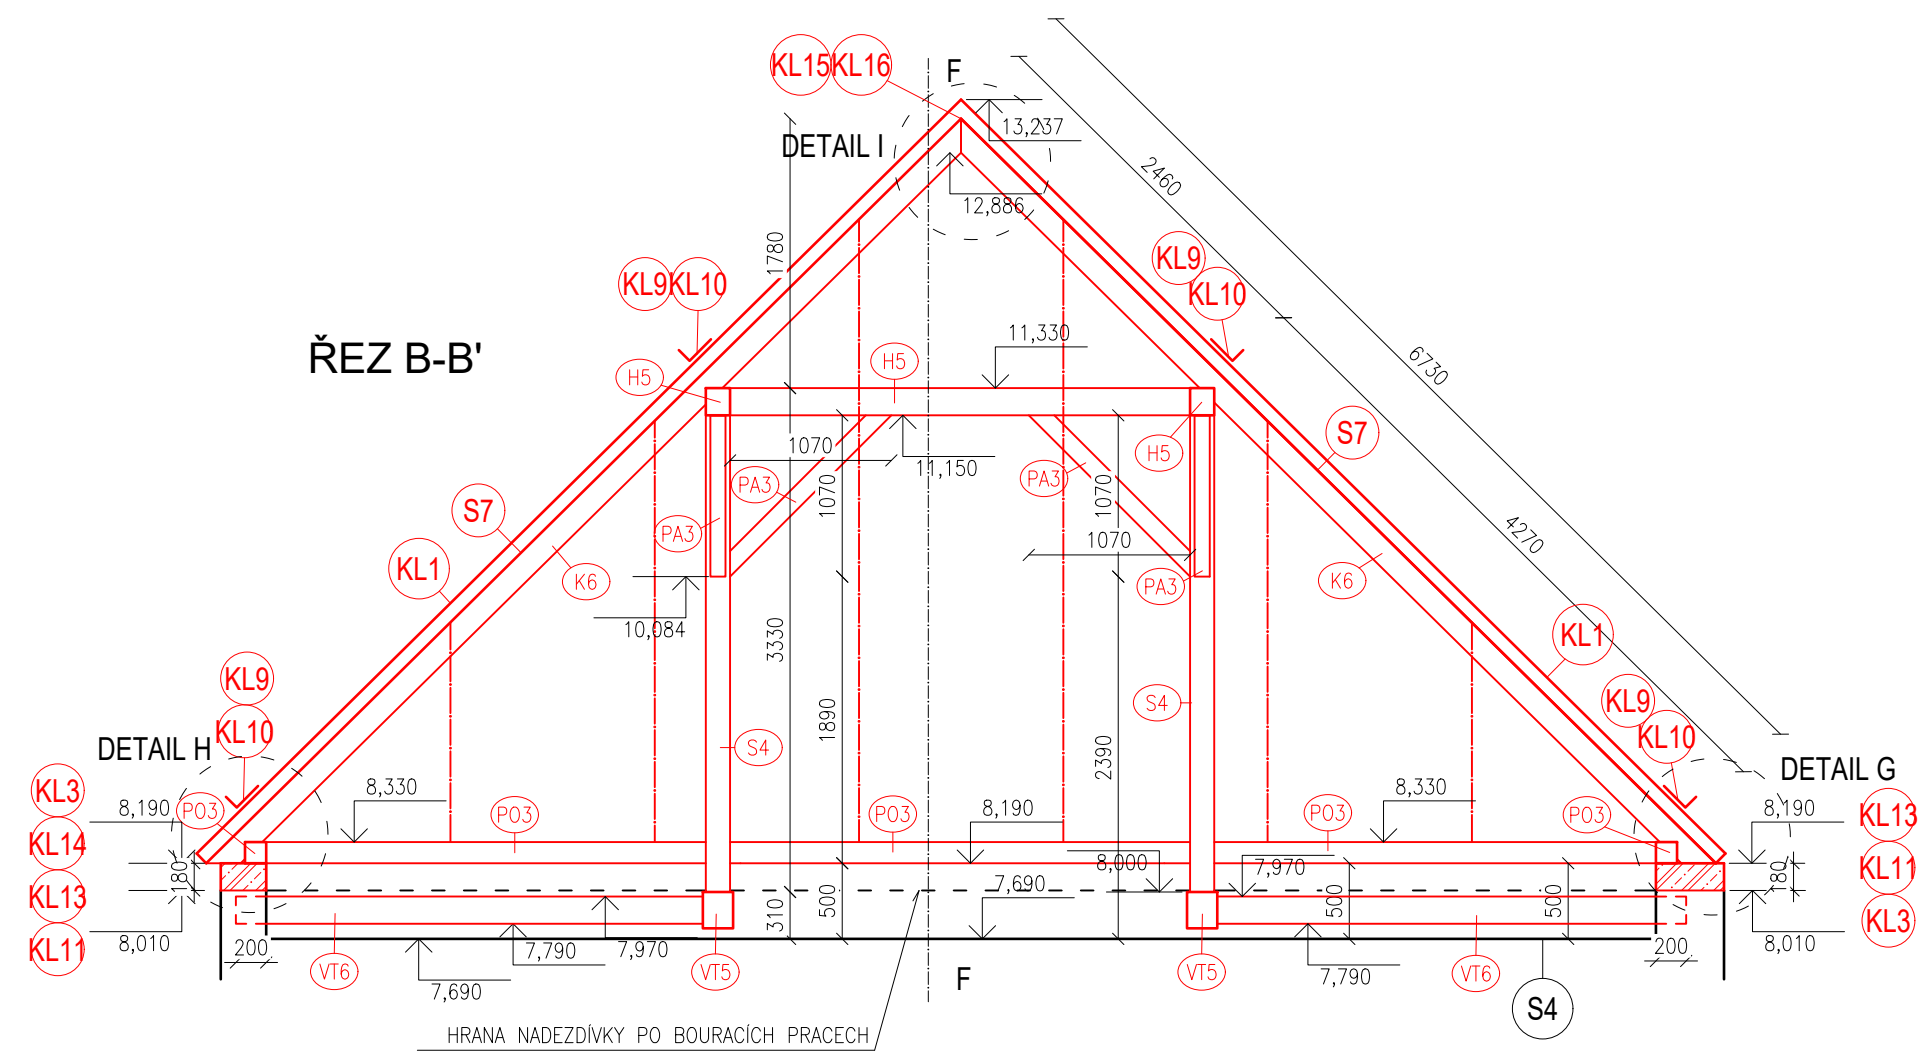 KL15 KL16
F
13,237
DETAIL I
2460
12,886
1780
KL9
KL9 KL10
KL10
ŘEZ B-B'
11,330
6730
H5
H5
1070
11,150
H5
S7
PA3
PA3
1070
1070
S7
PA3
1070
4270
KL1
K6
PA3
K6
10,084
3330
KL1
KL9
KL9
S4
1890
2390
S4
KL10
KL10
DETAIL H
DETAIL G
KL3
8,190
PO3
8,330
PO3
PO3
8,190
8,330
PO3
PO3
8,190
KL13
KL14
180
8,000
7,970
180
KL11
KL13
7,690
310
500
500
500
KL3
KL11
8,010
200
7,790
7,970
7,790
200
8,010
VT6
VT5
VT5
VT6
7,690
F
S4
HRANA NADEZDÍVKY PO BOURACÍCH PRACECH